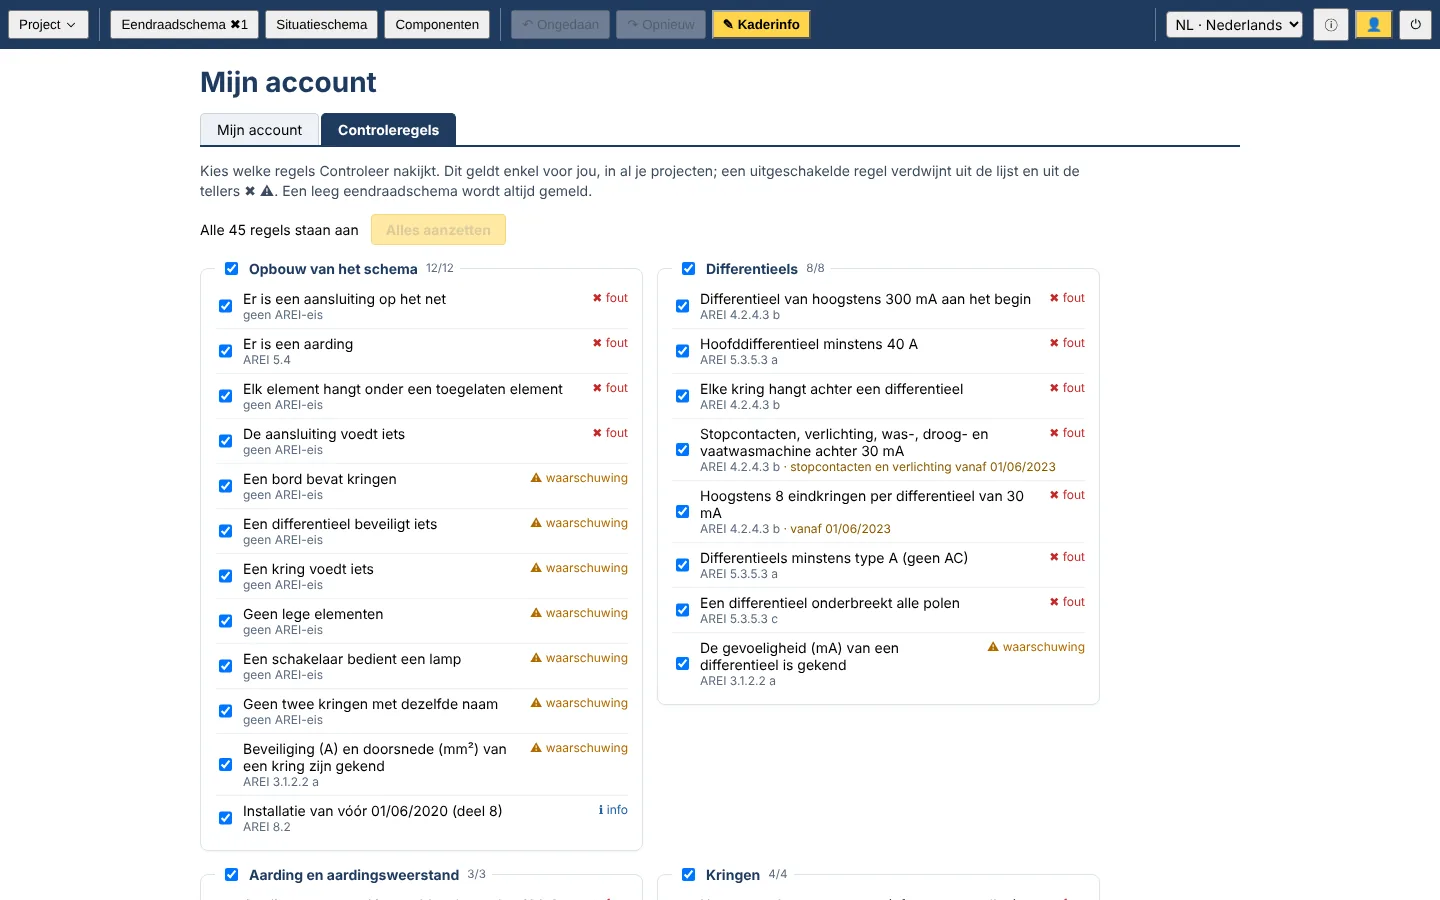 Project
Eendraadschema ✖1
Situatieschema
Componenten
↶ Ongedaan
↷ Opnieuw
✎ Kaderinfo
NL · Nederlands
Mijn account
Mijn account
Controleregels
Kies welke regels Controleer nakijkt. Dit geldt enkel voor jou, in al je projecten; een uitgeschakelde regel verdwijnt uit de lijst en uit de
tellers ✖ ⚠. Een leeg eendraadschema wordt altijd gemeld.
Alle 45 regels staan aan
Alles aanzetten
Opbouw van het schema 12/12
Er is een aansluiting op het net ✖ fout
geen AREI-eis
Er is een aarding ✖ fout
AREI 5.4
Elk element hangt onder een toegelaten element ✖ fout
geen AREI-eis
De aansluiting voedt iets ✖ fout
geen AREI-eis
Een bord bevat kringen ⚠ waarschuwing
geen AREI-eis
Een differentieel beveiligt iets ⚠ waarschuwing
geen AREI-eis
Een kring voedt iets ⚠ waarschuwing
geen AREI-eis
Geen lege elementen ⚠ waarschuwing
geen AREI-eis
Een schakelaar bedient een lamp ⚠ waarschuwing
geen AREI-eis
Geen twee kringen met dezelfde naam ⚠ waarschuwing
geen AREI-eis
Beveiliging (A) en doorsnede (mm²) van ⚠ waarschuwing
een kring zijn gekend
AREI 3.1.2.2 a
Installatie van vóór 01/06/2020 (deel 8) ℹ info
AREI 8.2
Differentieels 8/8
Differentieel van hoogstens 300 mA aan het begin ✖ fout
AREI 4.2.4.3 b
Hoofddifferentieel minstens 40 A ✖ fout
AREI 5.3.5.3 a
Elke kring hangt achter een differentieel ✖ fout
AREI 4.2.4.3 b
Stopcontacten, verlichting, was-, droog- en ✖ fout
vaatwasmachine achter 30 mA
AREI 4.2.4.3 b · stopcontacten en verlichting vanaf 01/06/2023
Hoogstens 8 eindkringen per differentieel van 30 ✖ fout
mA
AREI 4.2.4.3 b · vanaf 01/06/2023
Differentieels minstens type A (geen AC) ✖ fout
AREI 5.3.5.3 a
Een differentieel onderbreekt alle polen ✖ fout
AREI 5.3.5.3 c
De gevoeligheid (mA) van een ⚠ waarschuwing
differentieel is gekend
AREI 3.1.2.2 a
Aarding en aardingsweerstand 3/3
Kringen 4/4